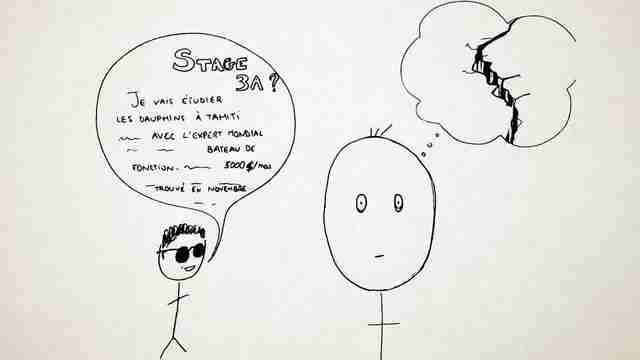 STAGE
3A ?
JE VAIS ÉTUDIER
LES DAUPHINS À TAHITI
AVEC L'EXPERT MONDIAL
BATEAU DE
FONCTION. 5000 $/MOIS
TROUVÉ EN NOVEMBRE